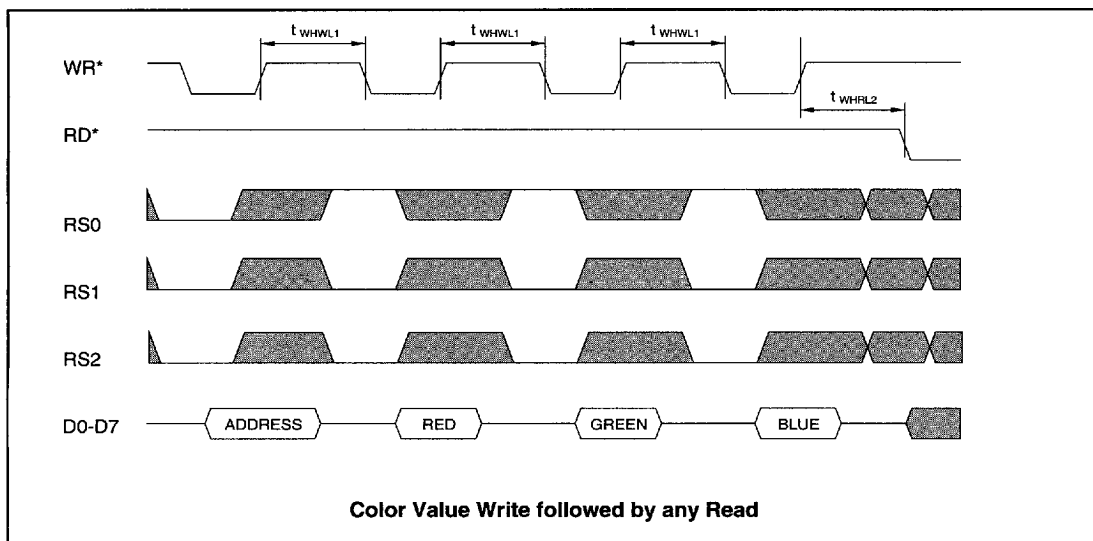 t WHWL1 t WHWL1 t WHWL1
WR*
t WHRL2
RD*
RS0
RS1
RS2
D0-D7 ADDRESS RED GREEN BLUE
Color Value Write followed by any Read